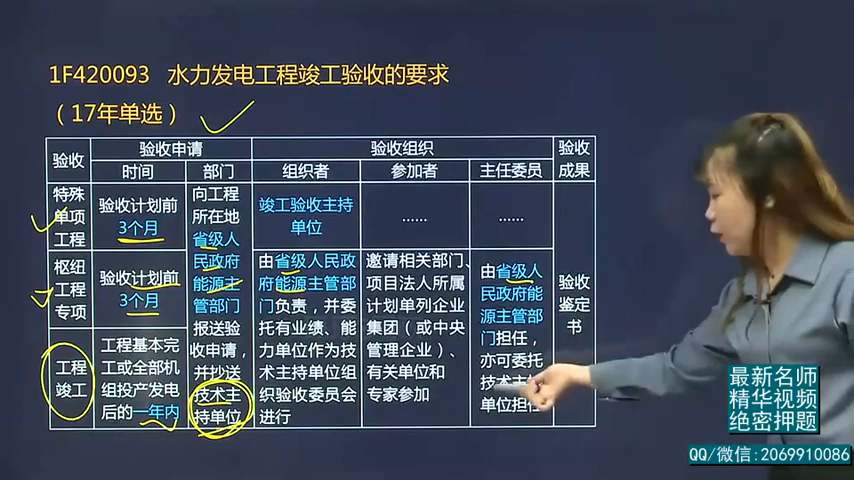 1F420093 水力发电工程竣工验收的要求
（17年单选）
验收
验收申请
验收组织
验收
成果
时间
部门
组织者
参加者
主任委员
特殊
单项
工程
验收计划前
3个月
向工程
所在地
省级人
民政府
能源主
管部门
报送验
收申请，
并抄送
技术主
持单位
竣工验收主持
单位
……
……
验收
鉴定
书
枢纽
工程
专项
验收计划前
3个月
由省级人民政
府能源主管部
门负责，并委
托有业绩、能
力单位作为技
术主持单位组
织验收委员会
进行
邀请相关部门、
项目法人所属
计划单列企业
集团（或中央
管理企业）、
有关单位和
专家参加
由省级人
民政府能
源主管部
门担任，
亦可委托
技术主
单位担任
工程
竣工
工程基本完
工或全部机
组投产发电
后的一年内
最新名师
精华视频
绝密押题
QQ/微信:2069910086